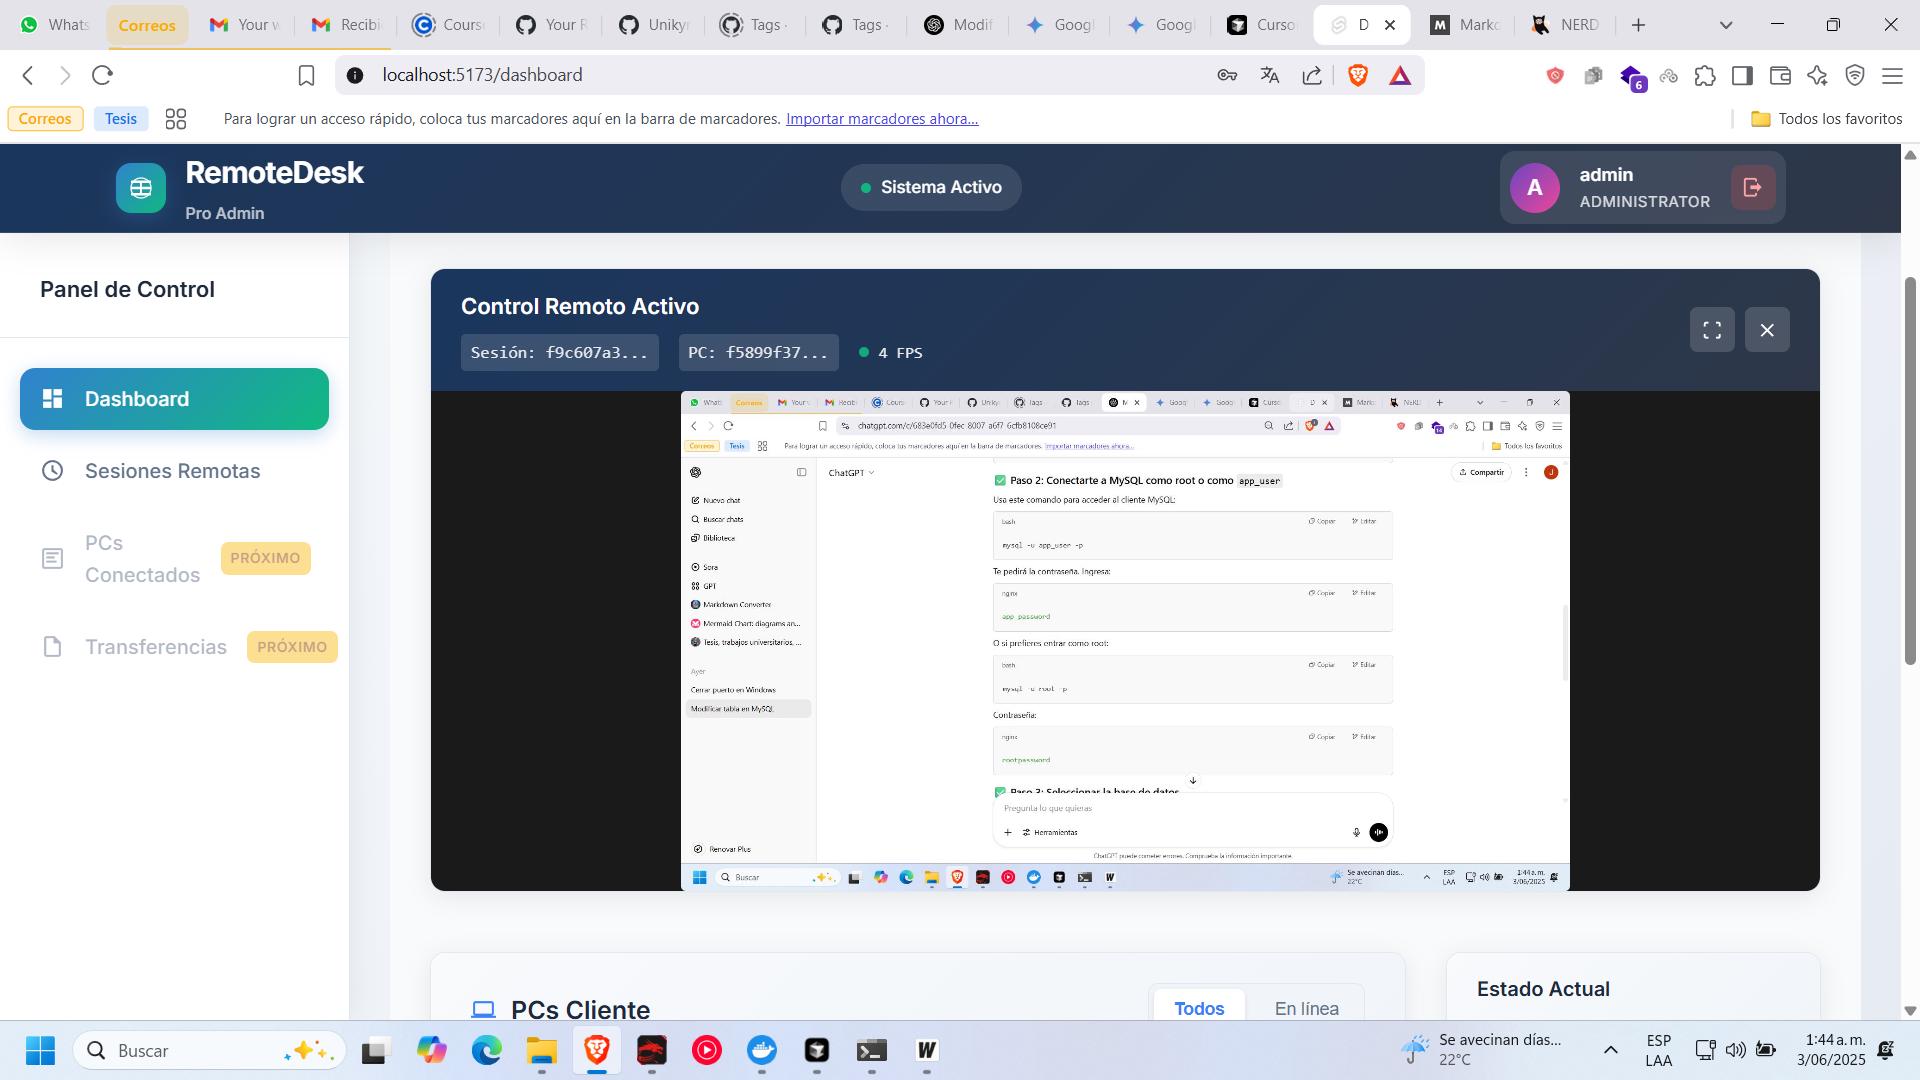 Whats
Correos
Your w
Recibi
Cours
Your R
Unikyr
Tags ·
Tags ·
Modif
Goog
Goog
Curso
D
Marko
NERD
localhost:5173/dashboard
6
Correos
Tesis
Para lograr un acceso rápido, coloca tus marcadores aquí en la barra de marcadores. Importar marcadores ahora...
Todos los favoritos
RemoteDesk
Pro Admin
Sistema Activo
A
admin
ADMINISTRATOR
Panel de Control
Dashboard
Sesiones Remotas
PCs
Conectados
PRÓXIMO
Transferencias
PRÓXIMO
Control Remoto Activo
Sesión: f9c607a3...
PC: f5899f37...
4 FPS
Correos
chatgpt.com/c/683e0fd5-0fec-8007-a6f7-6cfb8108ce91
Correos
Tesis
Para lograr un acceso rápido, coloca tus marcadores aquí en la barra de marcadores. Importar marcadores ahora...
Todos los favoritos
ChatGPT
Compartir
J
Nuevo chat
Buscar chats
Biblioteca
Sora
GPT
Markdown Converter
Mermaid Chart: diagrams an...
Tesis, trabajos universitarios, ...
Ayer
Cerrar puerto en Windows
Modificar tabla en MySQL
Renovar Plus
Paso 2: Conectarte a MySQL como root o como app_user
Usa este comando para acceder al cliente MySQL:
bash
Copiar
Editar
mysql -u app_user -p
Te pedirá la contraseña. Ingresa:
nginx
Copiar
Editar
app_password
O si prefieres entrar como root:
bash
Copiar
Editar
mysql -u root -p
Contraseña:
nginx
Copiar
Editar
rootpassword
Paso 3: Seleccionar la base de datos
Pregunta lo que quieras
Herramientas
ChatGPT puede cometer errores. Comprueba la información importante.
Buscar
Se avecinan días...
22°C
ESP
LAA
1:44 a. m.
3/06/2025
PCs Cliente
Todos
En línea
Estado Actual
Buscar
W
Se avecinan días...
22°C
ESP
LAA
1:44 a. m.
3/06/2025